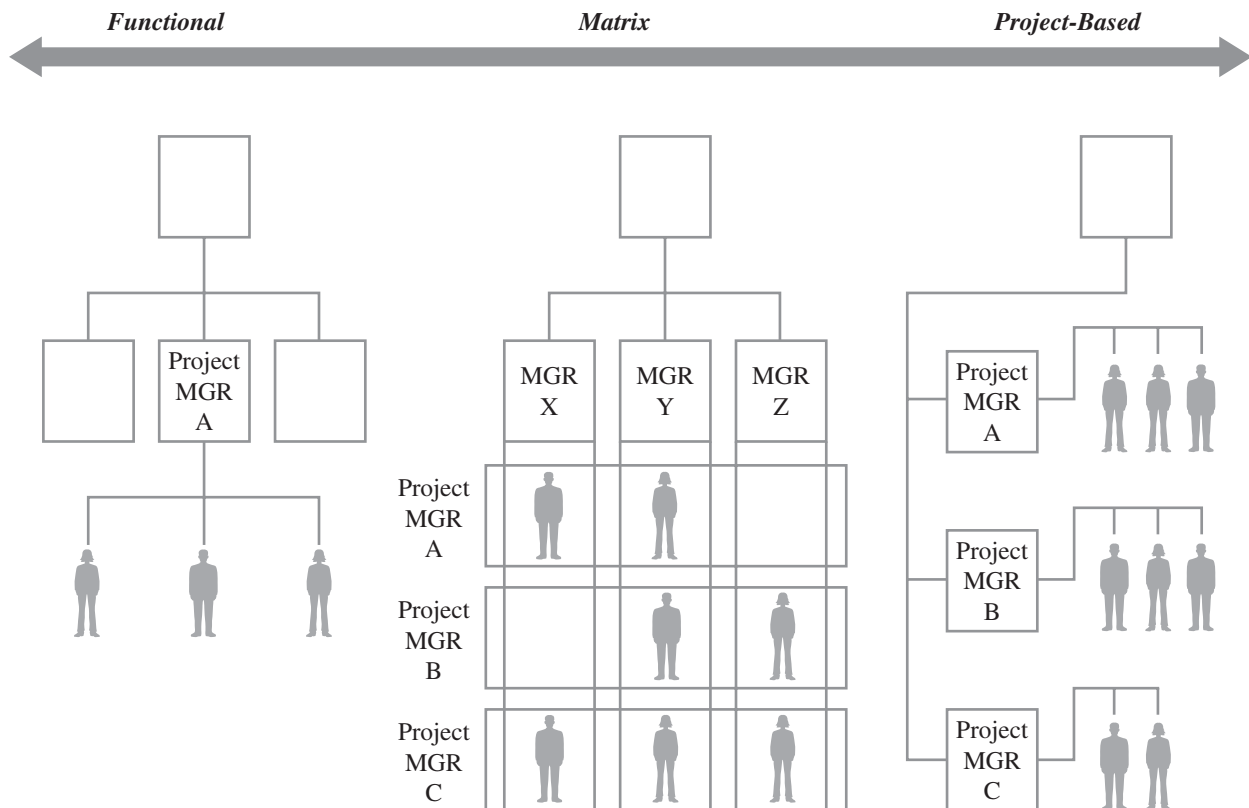 Functional
Matrix
Project-Based
Project
MGR
A
MGR
X
MGR
Y
MGR
Z
Project
MGR
A
Project
MGR
B
Project
MGR
C
Project
MGR
A
Project
MGR
B
Project
MGR
C